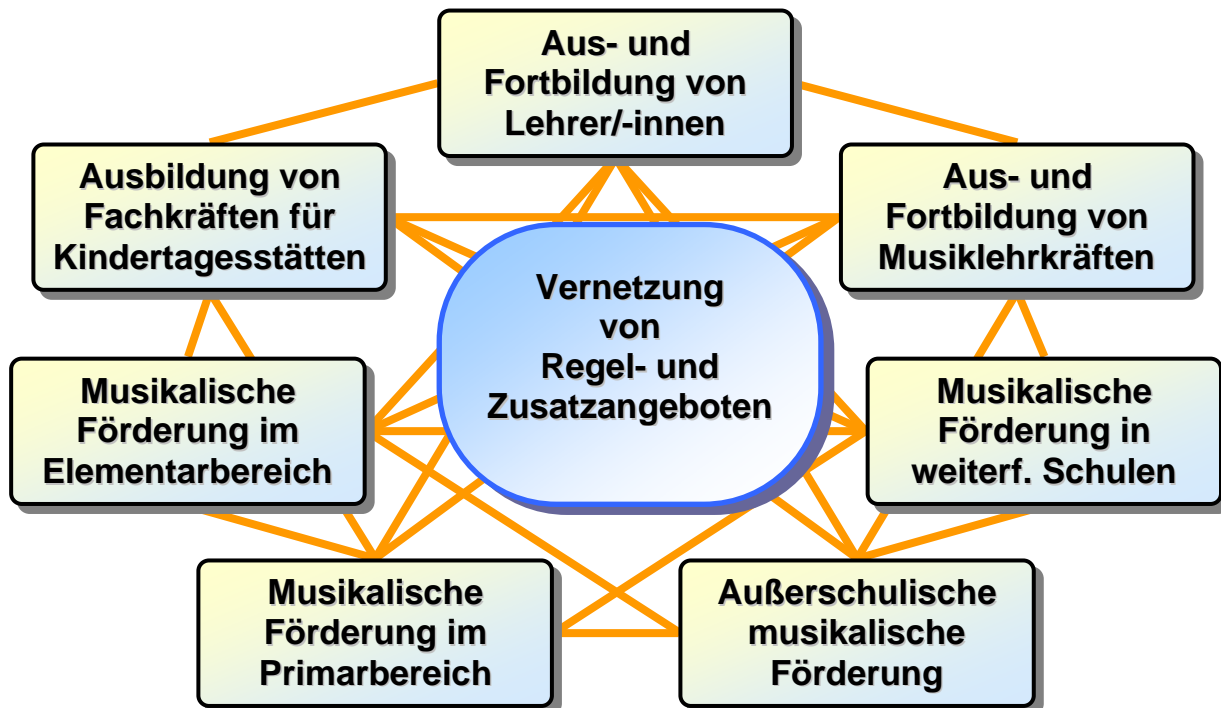 Aus- und
Fortbildung von
Lehrer/-innen
Ausbildung von
Fachkräften für
Kindertagesstätten
Aus- und
Fortbildung von
Musiklehrkräften
Vernetzung
von
Regel- und
Zusatzangeboten
Musikalische
Förderung im
Elementarbereich
Musikalische
Förderung in
weiterf. Schulen
Musikalische
Förderung im
Primarbereich
Außerschulische
musikalische
Förderung